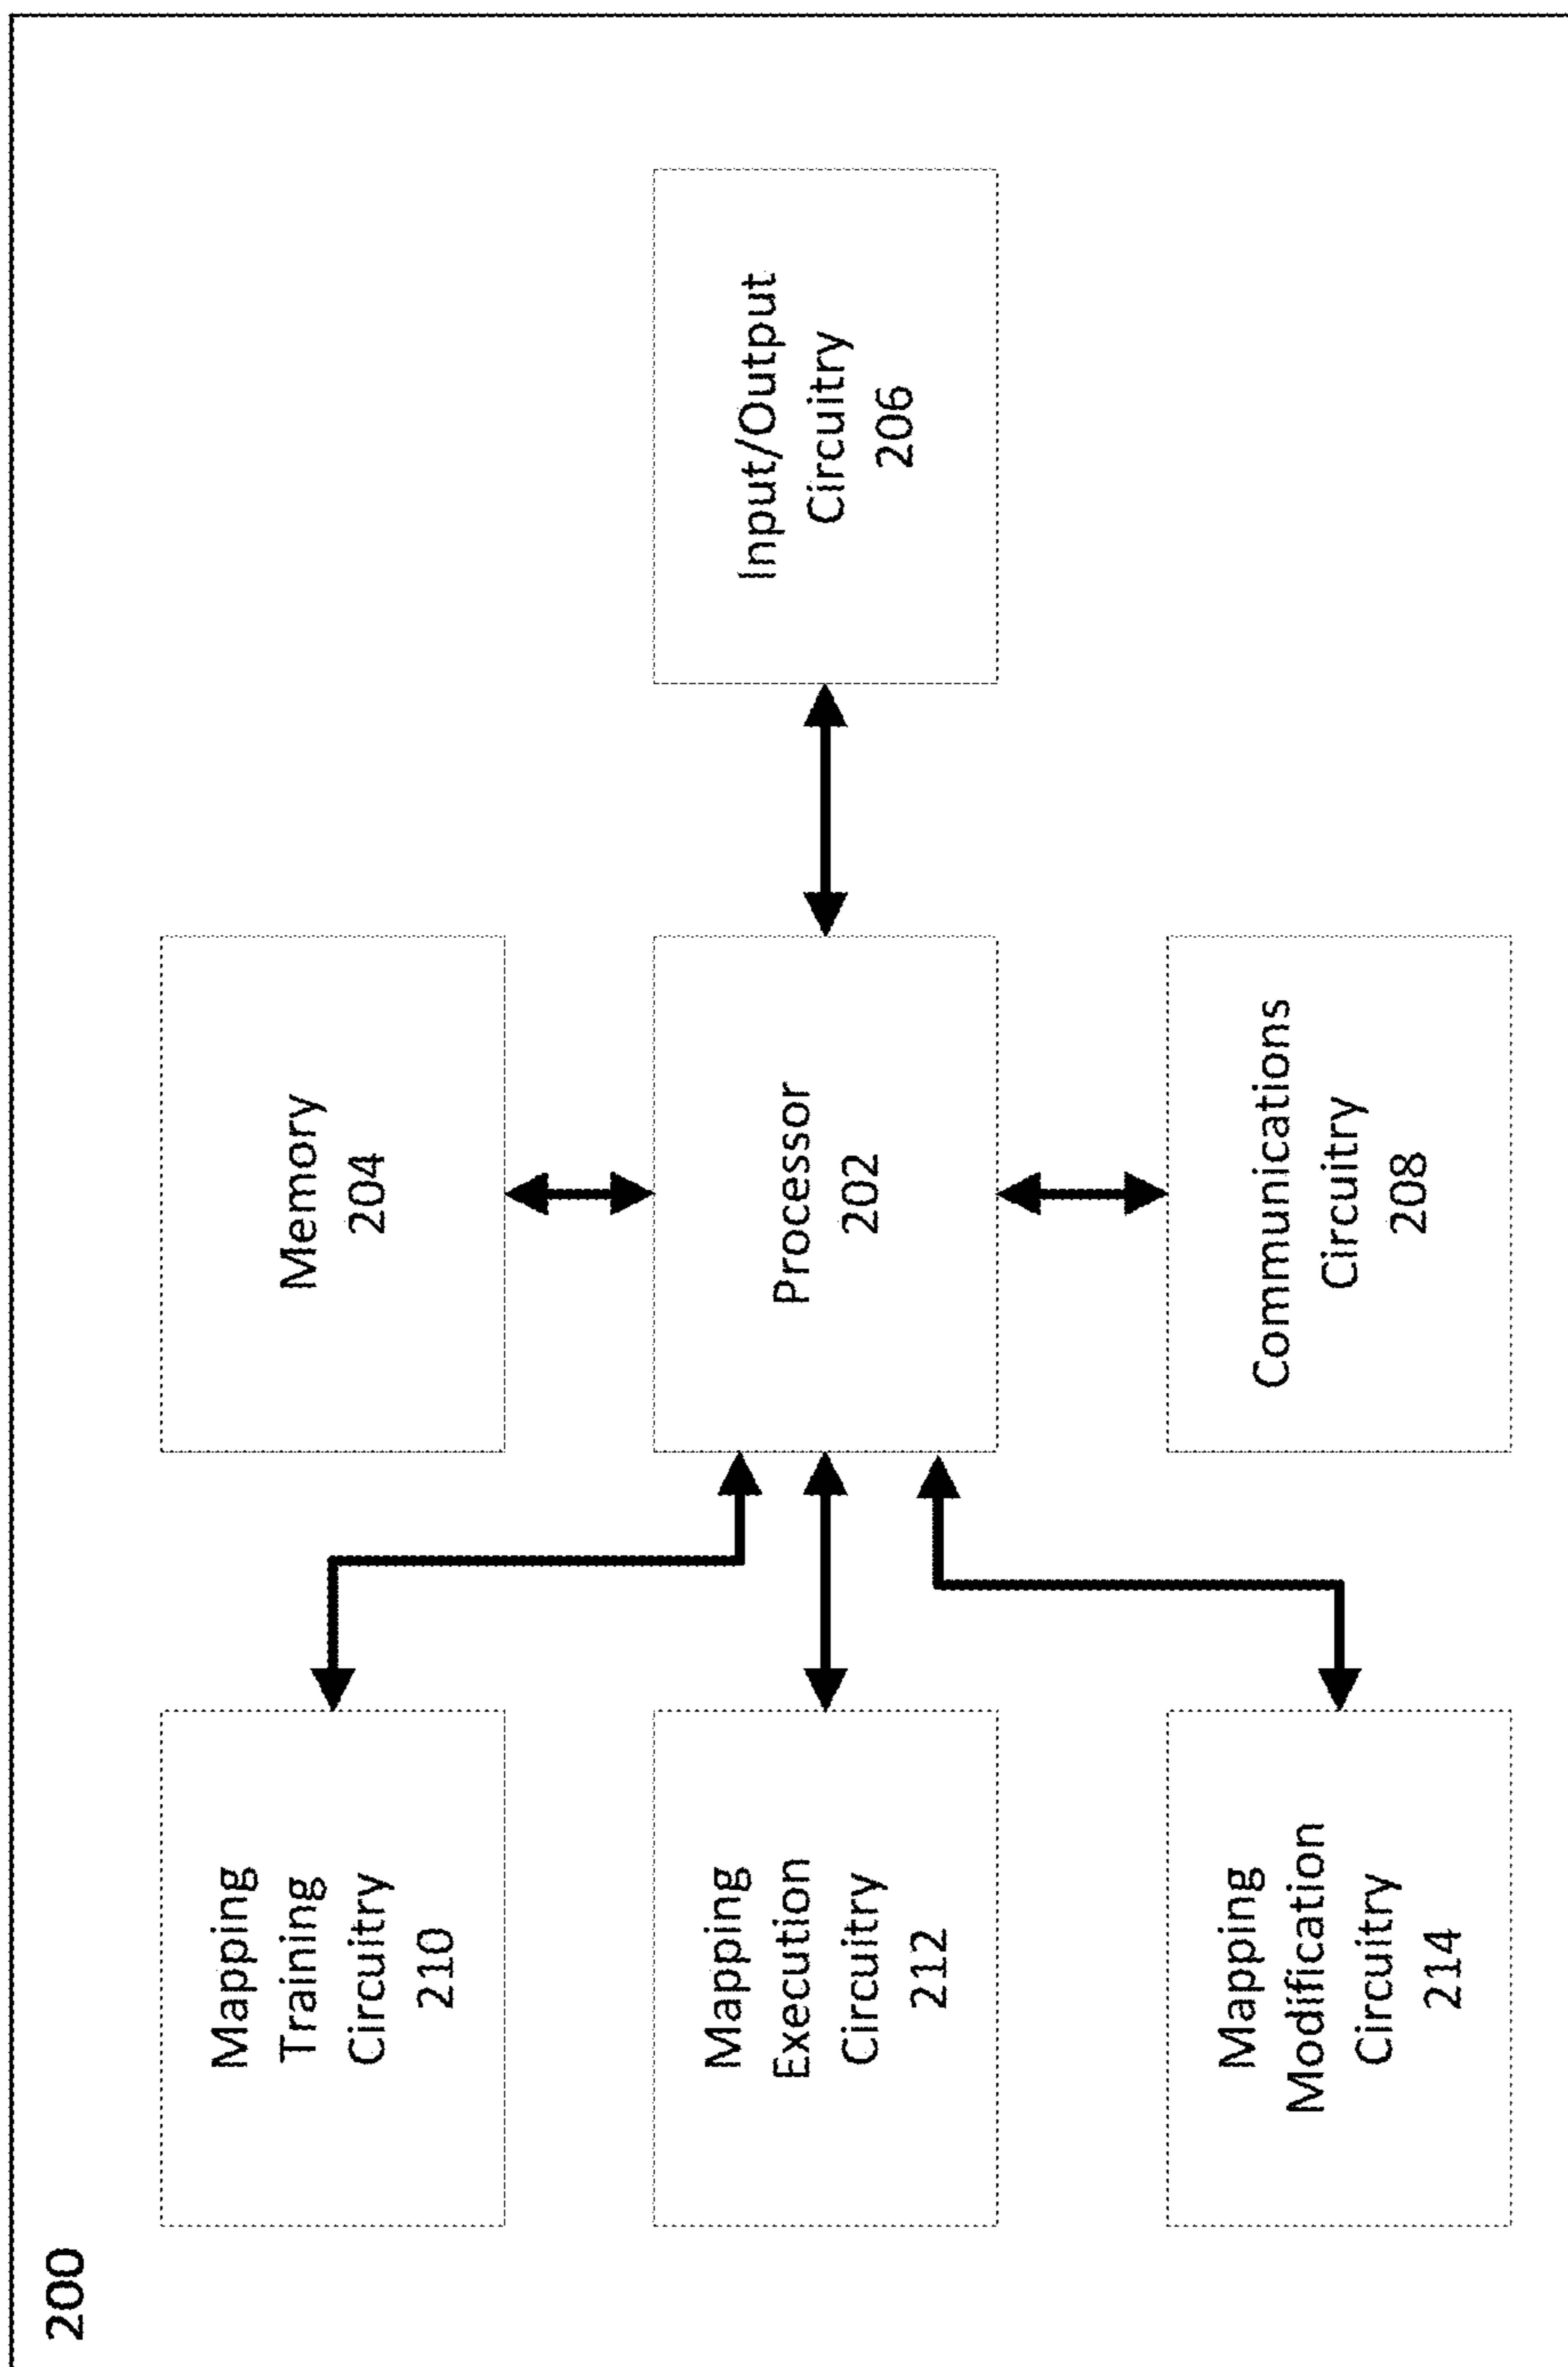 200
Mapping
Training
Circuitry
210
Memory
204
Mapping
Execution
Circuitry
212
Processor
202
Input/Output
Circuitry
206
Mapping
Modification
Circuitry
214
Communications
Circuitry
208